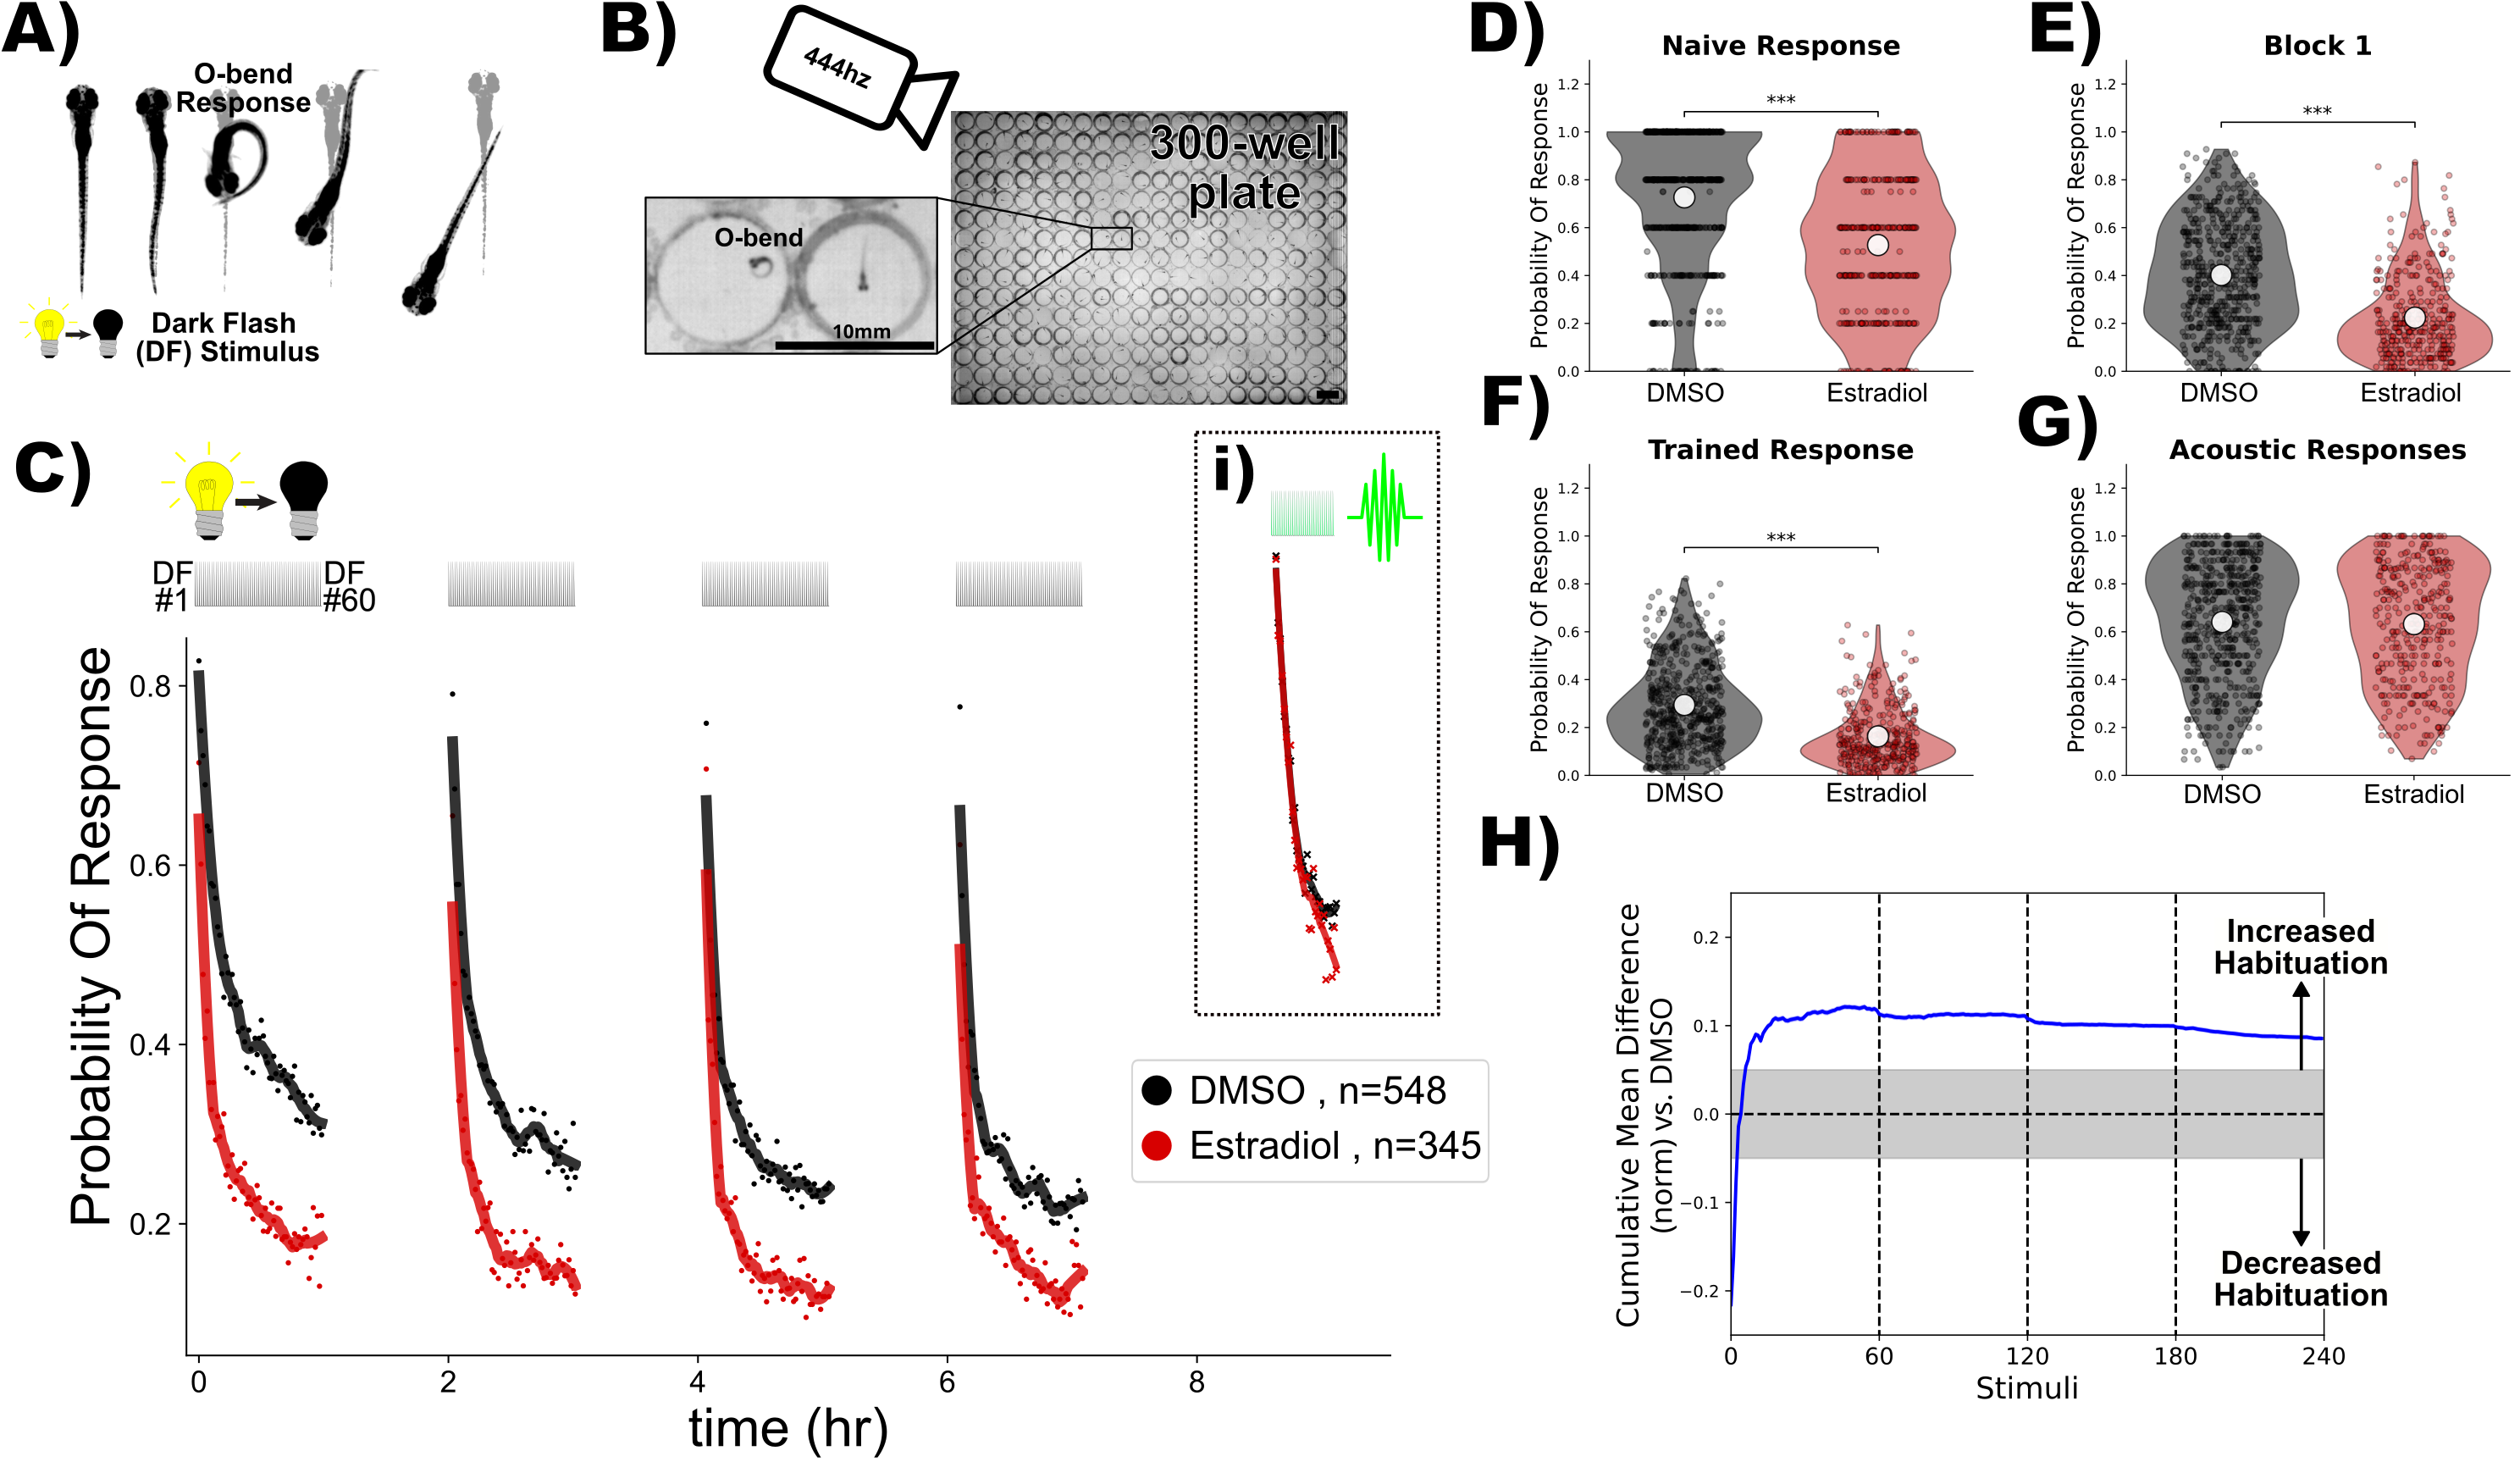 A)
O-bend
Response
Dark Flash
(DF) Stimulus
B)
444hz
300-well
plate
O-bend
10mm
C)
DF
#1
DF
#60
Probability Of Response
0.8
0.6
0.4
0.2
0
2
4
6
8
time (hr)
i)
DMSO , n=548
Estradiol , n=345
D)
Naive Response
***
Probability Of Response
1.2
1.0
0.8
0.6
0.4
0.2
0.0
DMSO
Estradiol
E)
Block 1
***
Probability Of Response
1.2
1.0
0.8
0.6
0.4
0.2
0.0
DMSO
Estradiol
F)
Trained Response
***
Probability Of Response
1.2
1.0
0.8
0.6
0.4
0.2
0.0
DMSO
Estradiol
G)
Acoustic Responses
Probability Of Response
1.2
1.0
0.8
0.6
0.4
0.2
0.0
DMSO
Estradiol
H)
Cumulative Mean Difference
(norm) vs. DMSO
0.2
0.1
0.0
−0.1
−0.2
Increased
Habituation
Decreased
Habituation
0
60
120
180
240
Stimuli